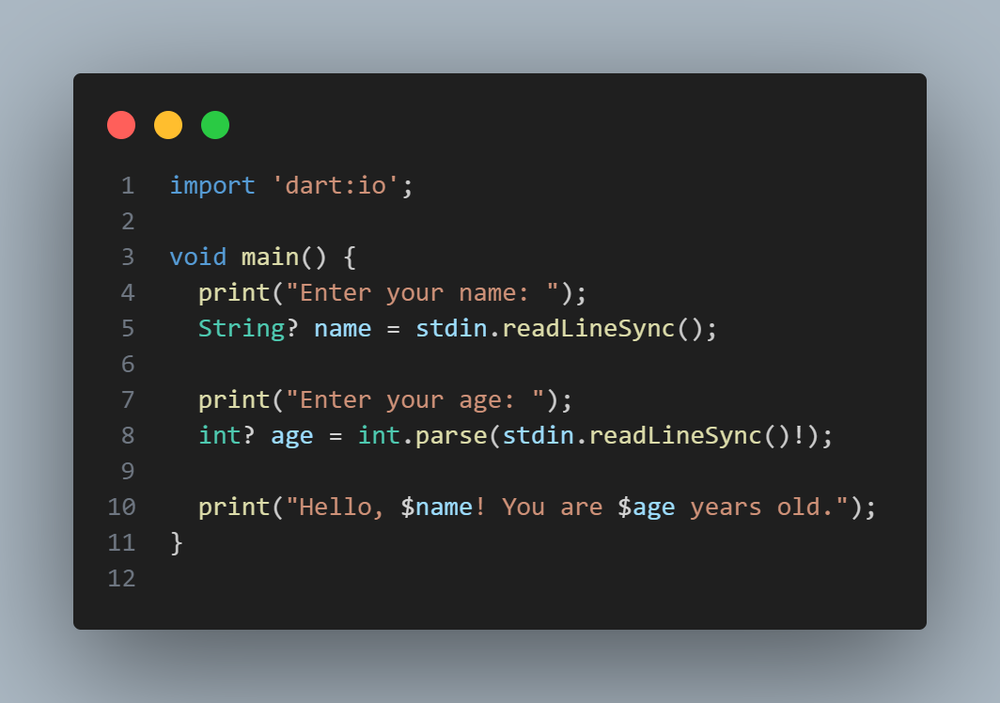 1 import 'dart:io';
2
3 void main() {
4   print("Enter your name: ");
5   String? name = stdin.readLineSync();
6
7   print("Enter your age: ");
8   int? age = int.parse(stdin.readLineSync()!);
9
10   print("Hello, $name! You are $age years old.");
11 }
12